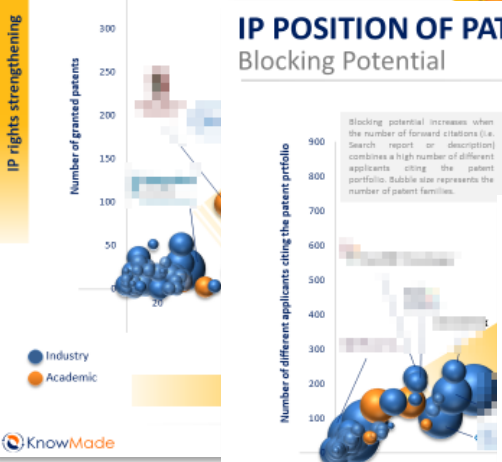 IP rights strengthening
Number of granted patents
300
250
200
150
100
50
0
20
Industry
Academic
KnowMade
IP POSITION OF PAT
Blocking Potential
Blocking potential increases when
the number of forward citations (i.e.
Search report or description)
combines a high number of different
applicants citing the patent
portfolio. Bubble size represents the
number of patent families.
Number of different applicants citing the patent prtfolio
900
800
700
600
500
400
300
200
100